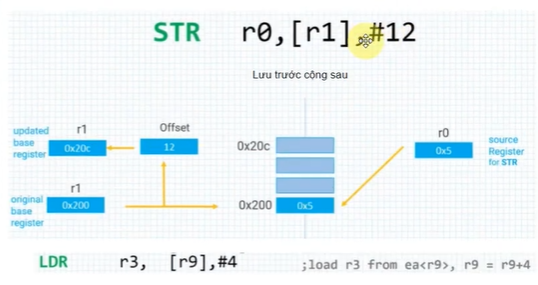 STR r0,[r1],#12
Lưu trước cộng sau
updated base register
r1
0x20c
Offset
12
original base register
r1
0x200
0x20c
0x200
0x5
r0
0x5
source Register for STR
LDR r3, [r9],#4 ;load r3 from ea<r9>, r9 = r9+4